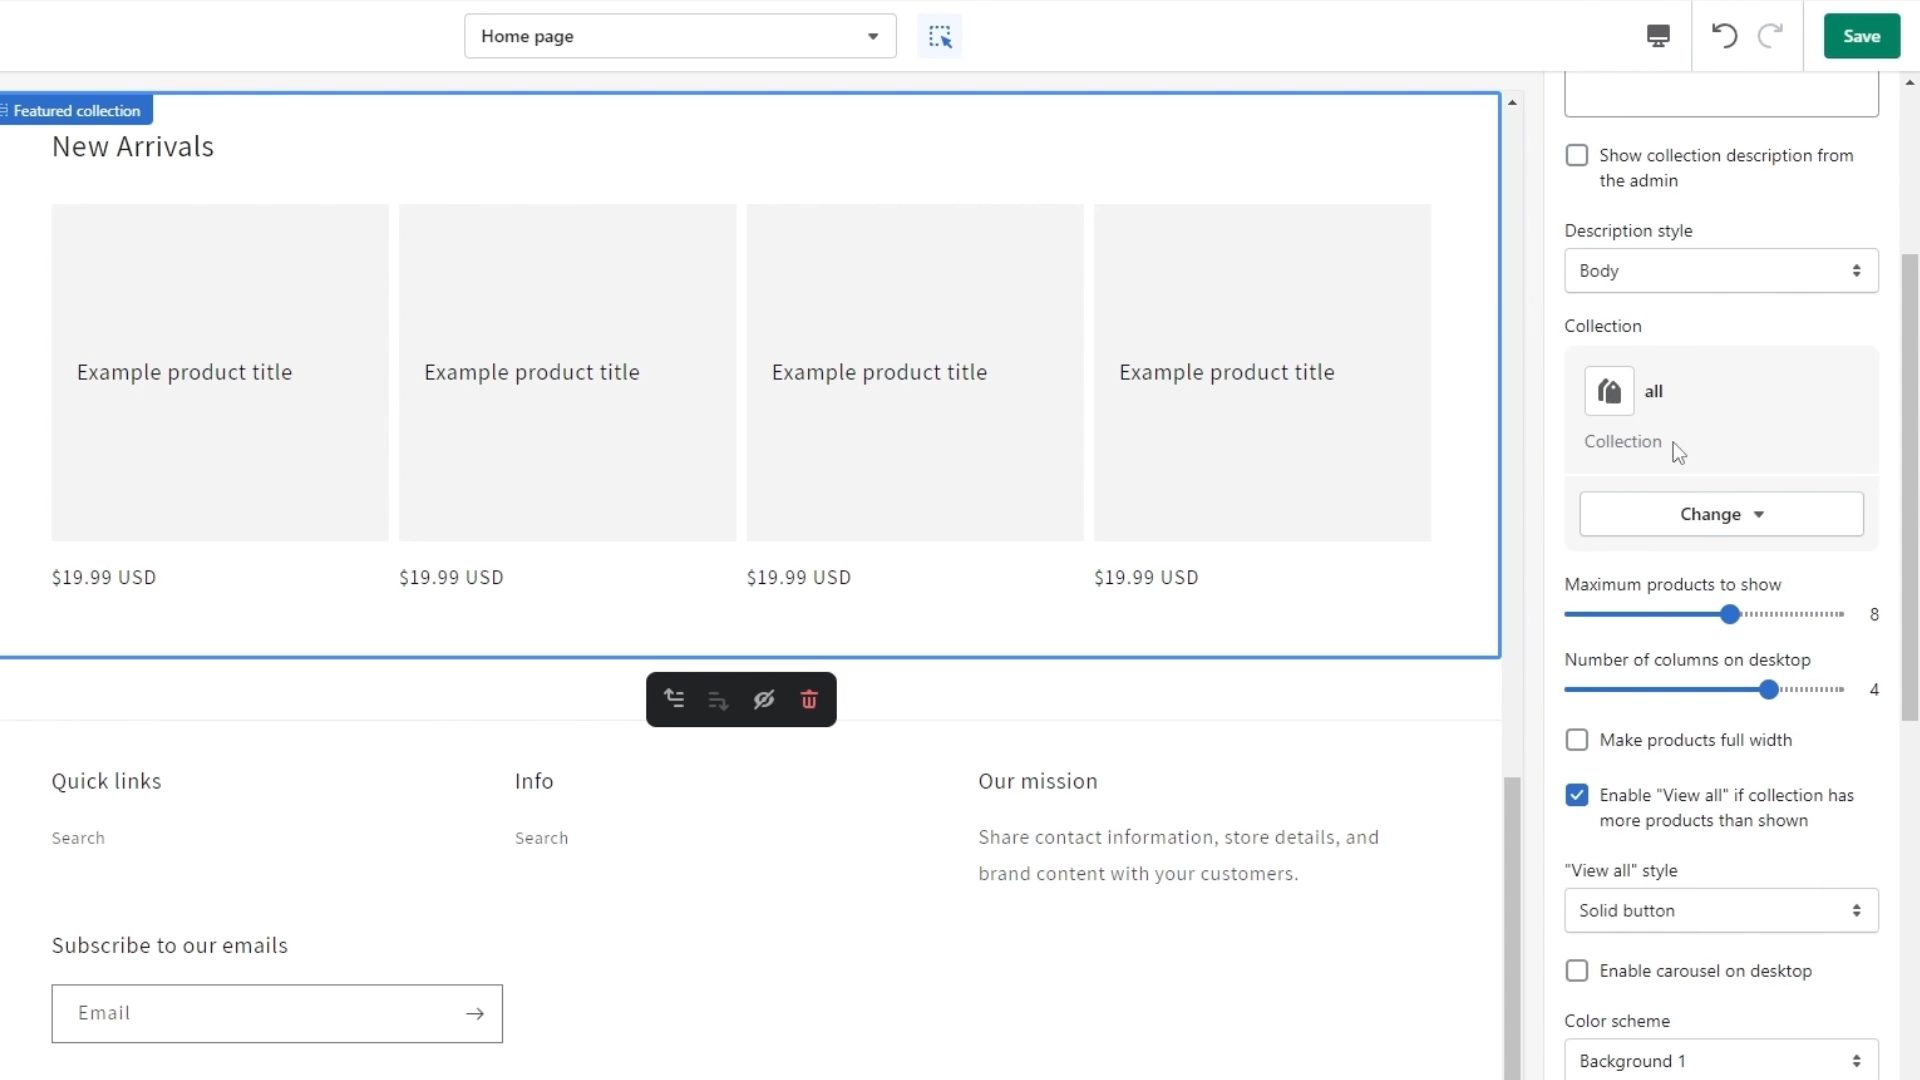 Home page
Save
Featured collection
New Arrivals
Example product title
Example product title
Example product title
Example product title
$19.99 USD
$19.99 USD
$19.99 USD
$19.99 USD
Quick links
Info
Our mission
Search
Search
Share contact information, store details, and
brand content with your customers.
Subscribe to our emails
Email
Show collection description from
the admin
Description style
Body
Collection
all
Collection
Change
Maximum products to show
8
Number of columns on desktop
4
Make products full width
Enable "View all" if collection has
more products than shown
"View all" style
Solid button
Enable carousel on desktop
Color scheme
Background 1